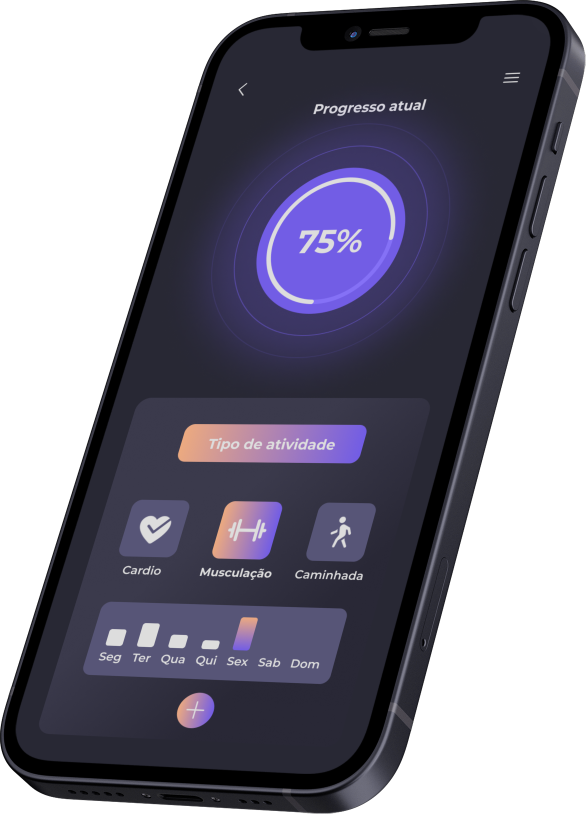 Progresso atual
75%
Tipo de atividade
Cardio Musculação Caminhada
Seg Ter Qua Qui Sex Sab Dom